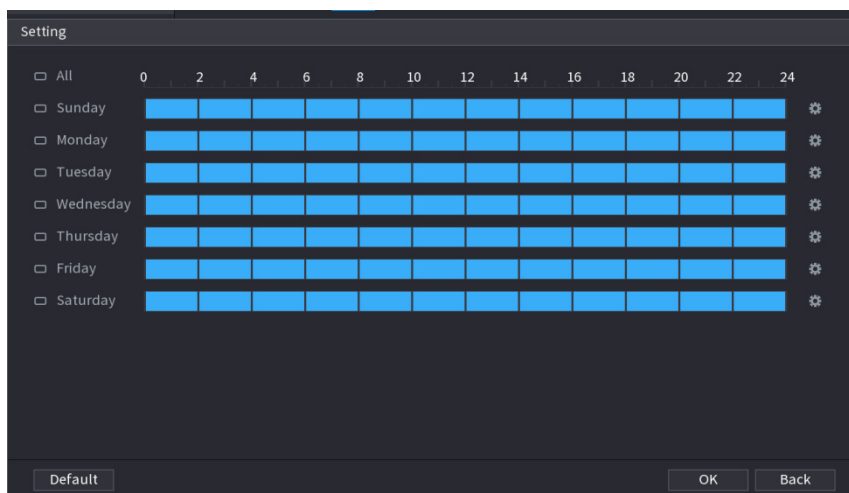 Setting
All 0 2 4 6 8 10 12 14 16 18 20 22 24
Sunday
Monday
Tuesday
Wednesday
Thursday
Friday
Saturday
Default OK Back